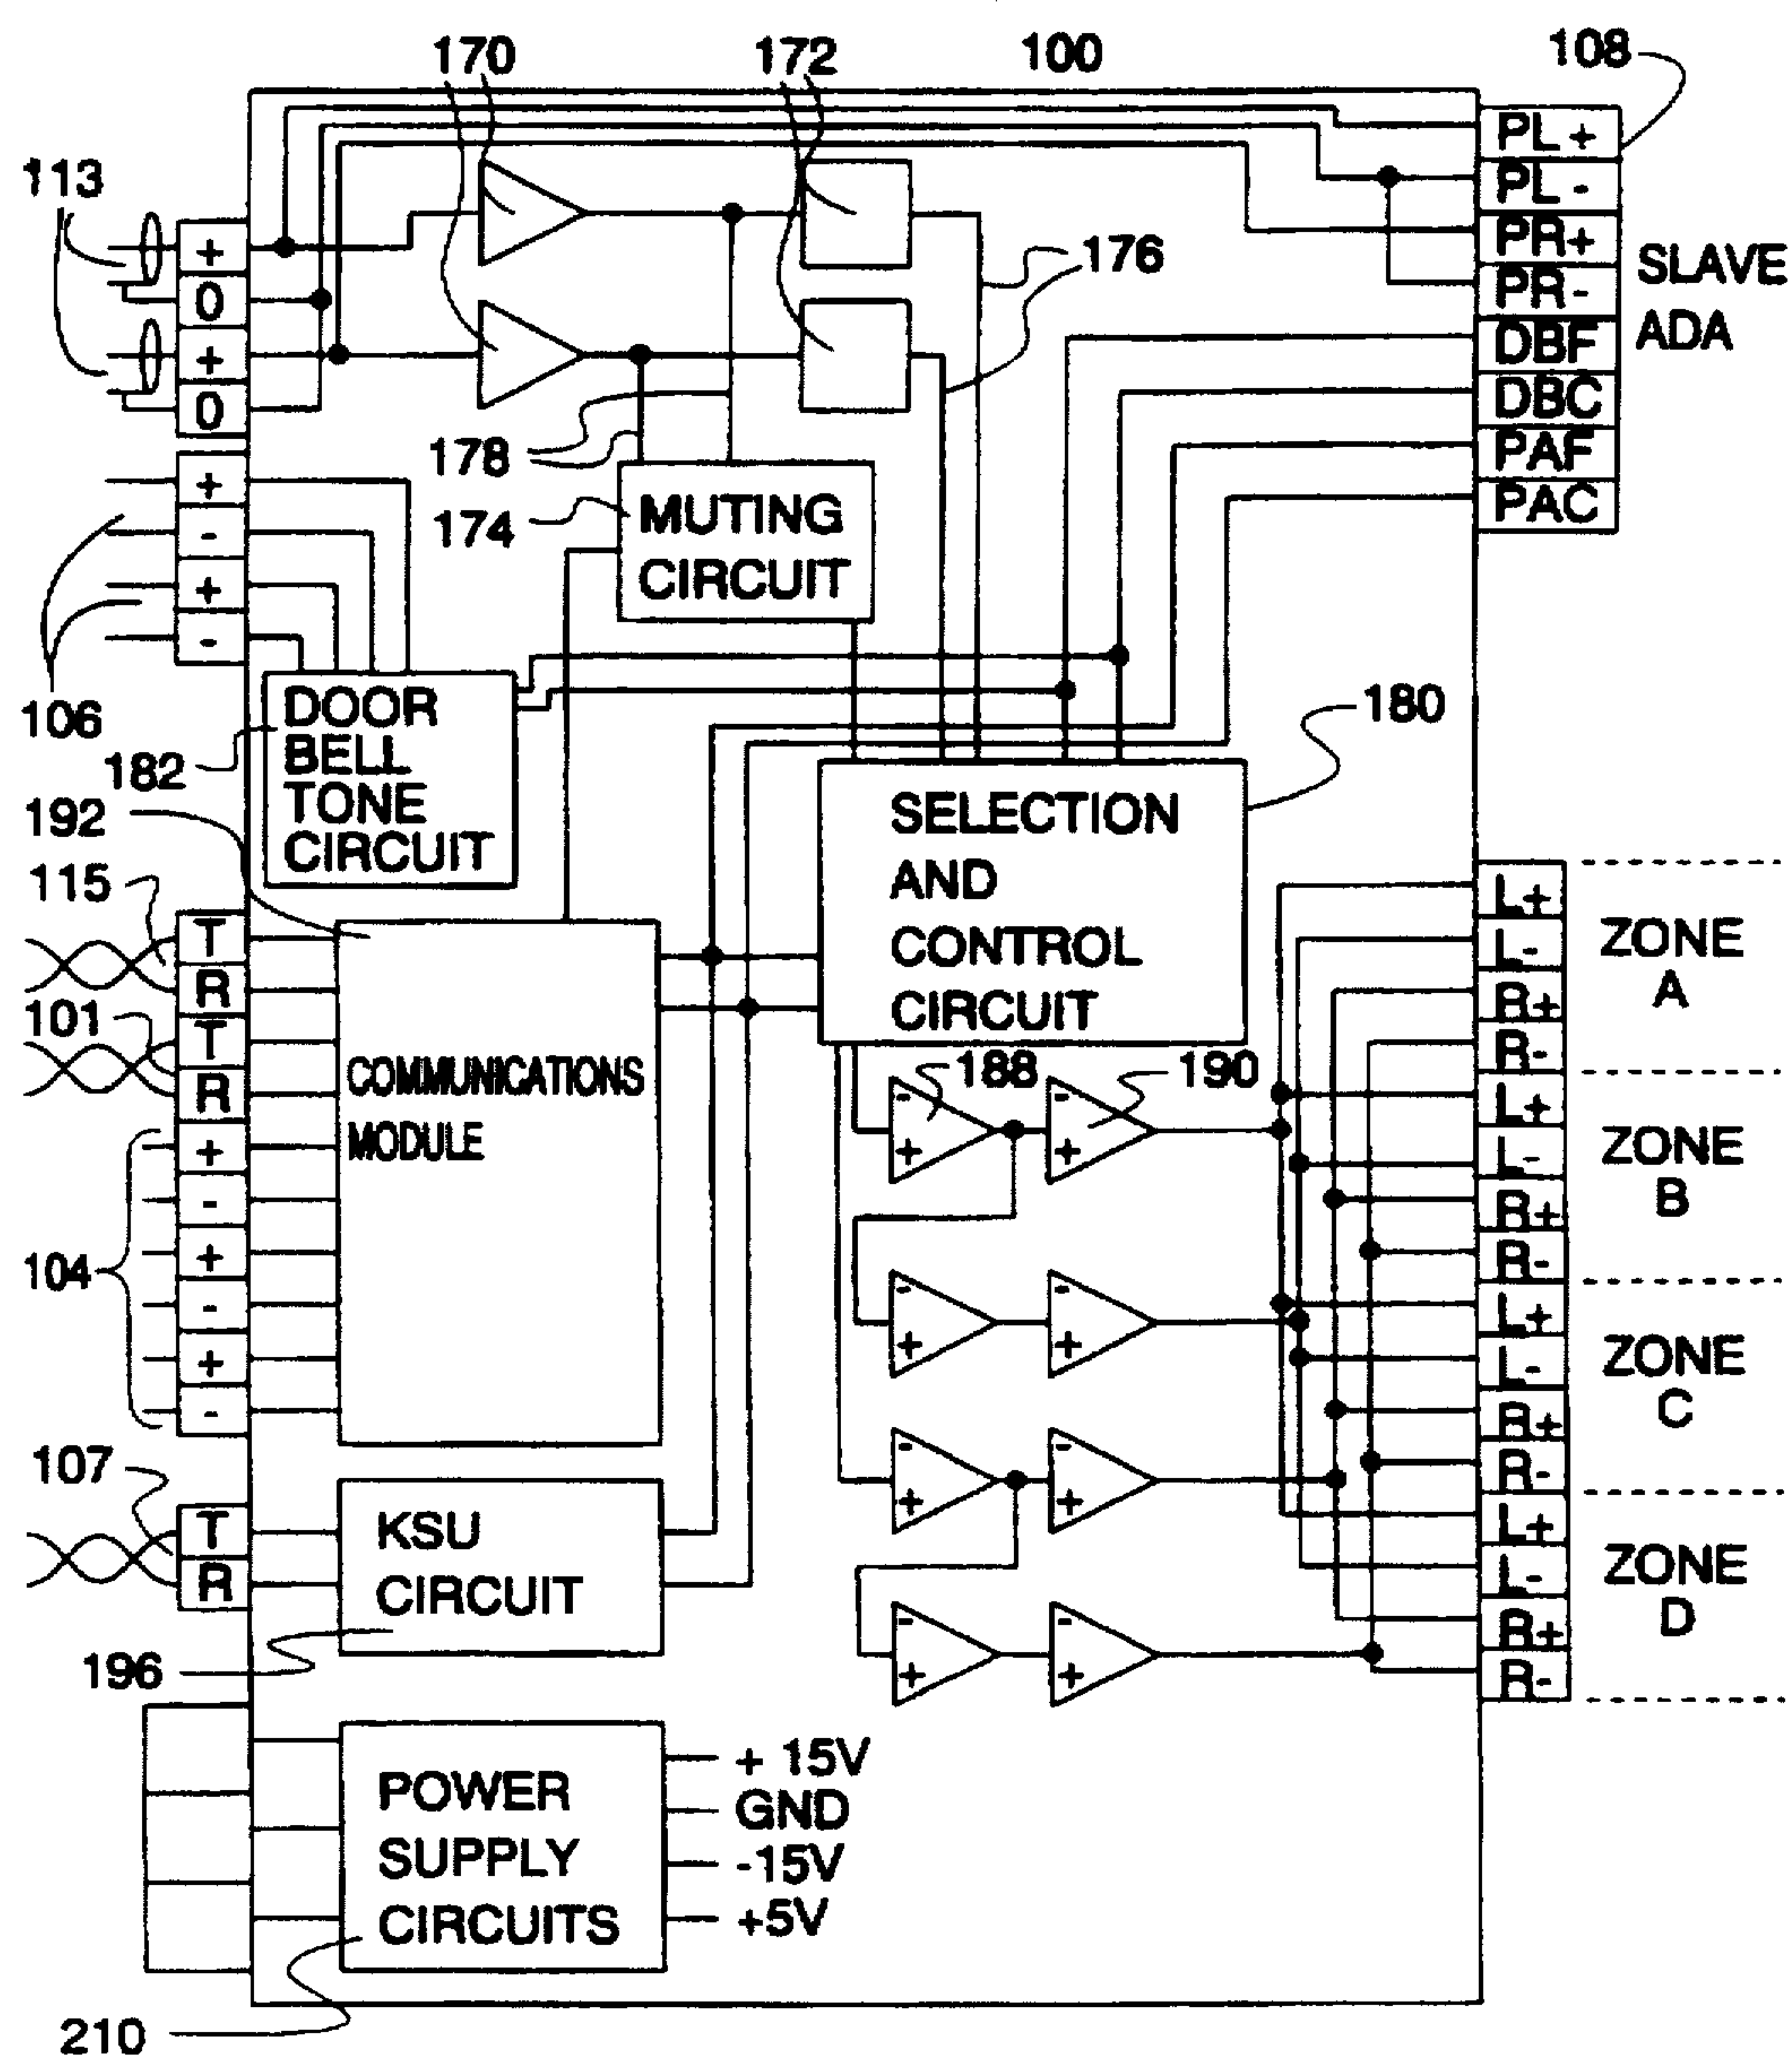 170
172
100
108
113
+
0
+
0
PL+
PL-
PR+
PR-
DBF
DBC
PAF
PAC
SLAVE
ADA
176
178
174
MUTING
CIRCUIT
+
-
+
-
106
182
DOOR
BELL
TONE
CIRCUIT
180
192
115
101
T
R
T
R
104
+
-
+
-
+
-
COMMUNICATIONS
MODULE
SELECTION
AND
CONTROL
CIRCUIT
188
190
-
+
-
+
-
+
-
+
-
+
-
+
-
+
-
+
L+
L-
R+
R-
ZONE
A
L+
L-
R+
R-
ZONE
B
L+
L-
R+
R-
ZONE
C
L+
L-
R+
R-
ZONE
D
107
T
R
KSU
CIRCUIT
196
POWER
SUPPLY
CIRCUITS
+ 15V
GND
-15V
+5V
210